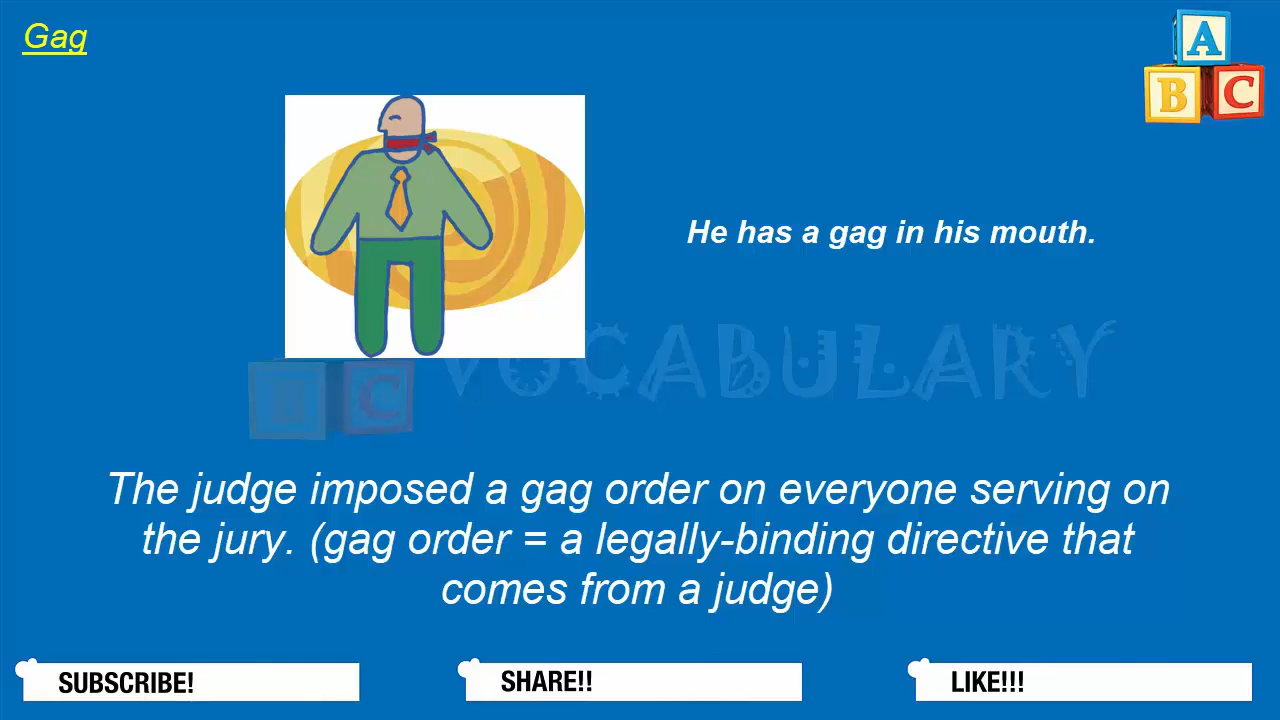 Gag
A
B C
He has a gag in his mouth.
B C VOCABULARY
The judge imposed a gag order on everyone serving on
the jury. (gag order = a legally-binding directive that
comes from a judge)
SUBSCRIBE! SHARE!! LIKE!!!